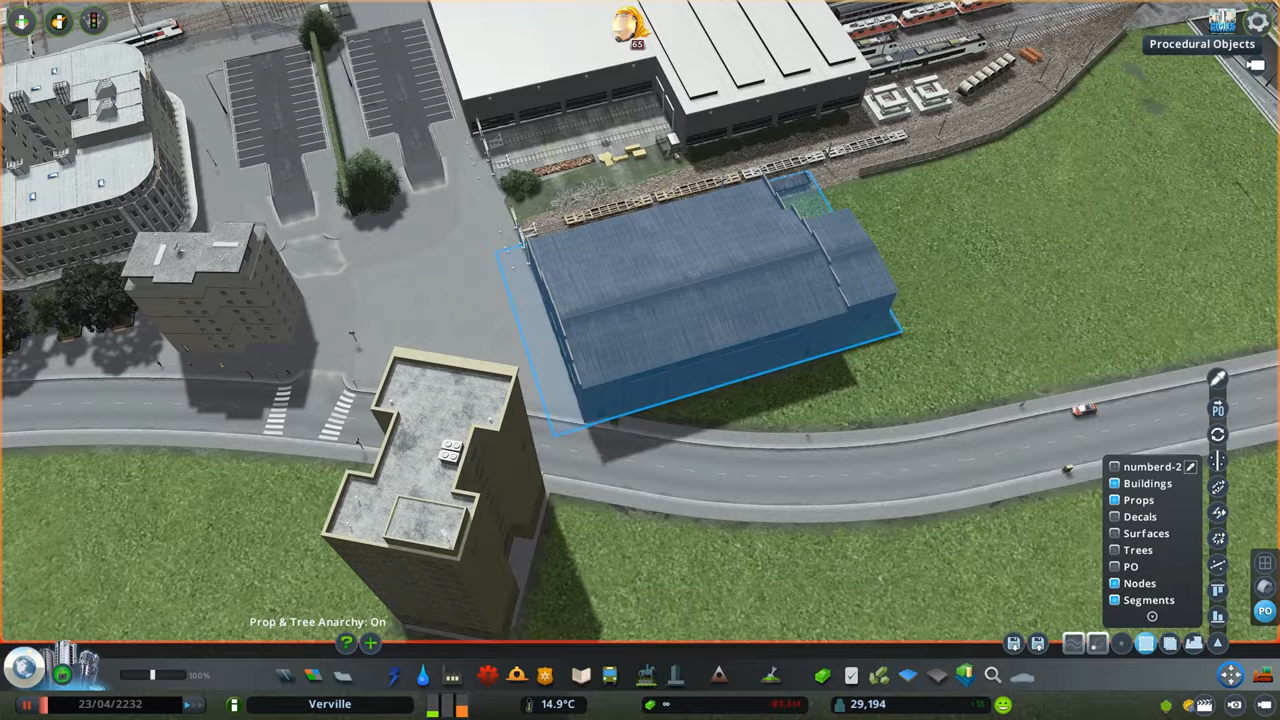 65
Procedural Objects
PO
numberd-2
Buildings
Props
Decals
Surfaces
Trees
PO
Nodes
Segments
PO
Prop & Tree Anarchy: On
?
100%
23/04/2232
Verville
14.9°C
∞
29,194